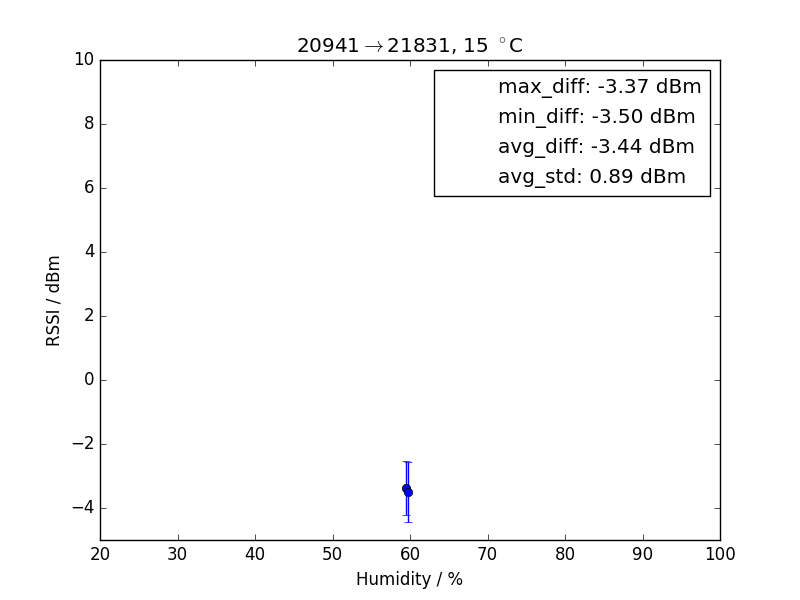 20941→21831, 15 °C
max_diff: -3.37 dBm
min_diff: -3.50 dBm
avg_diff: -3.44 dBm
avg_std: 0.89 dBm
10
8
6
4
2
0
−2
−4
RSSI / dBm
20 30 40 50 60 70 80 90 100
Humidity / %